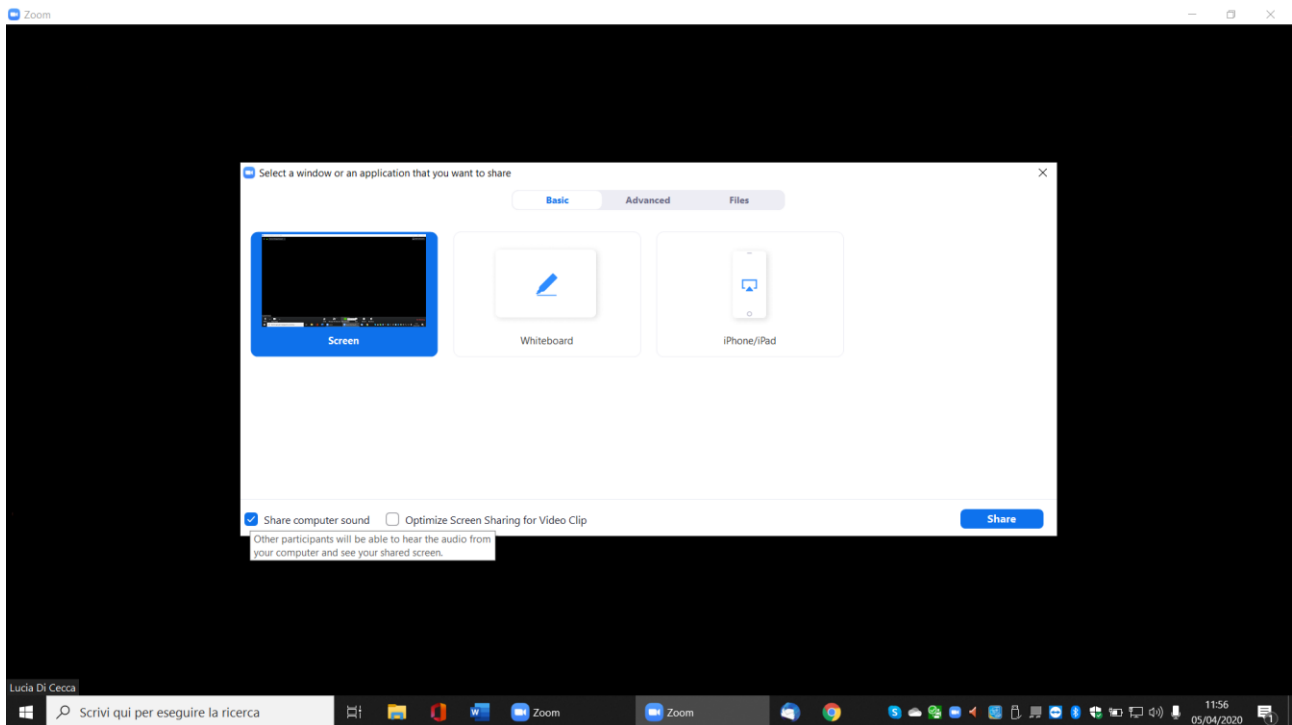 Zoom
Select a window or an application that you want to share
Basic Advanced Files
Screen Whiteboard iPhone/iPad
Share computer sound Optimize Screen Sharing for Video Clip Share
Other participants will be able to hear the audio from
your computer and see your shared screen.
Lucia Di Cecca
Scrivi qui per eseguire la ricerca Zoom Zoom 11:56
05/04/2020